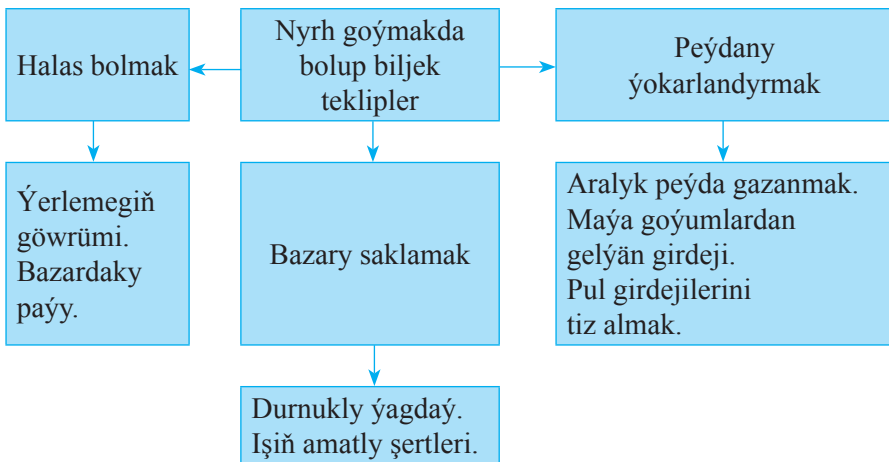 Halas bolmak
Nyrh goýmakda
bolup biljek
teklipler
Peýdany
ýokarlandyrmak
Ýerlemegiň
göwrümi.
Bazardaky
paýy.
Bazary saklamak
Aralyk peýda gazanmak.
Maýa goýumlardan
gelýän girdeji.
Pul girdejilerini
tiz almak.
Durnukly ýagdaý.
Işiň amatly şertleri.